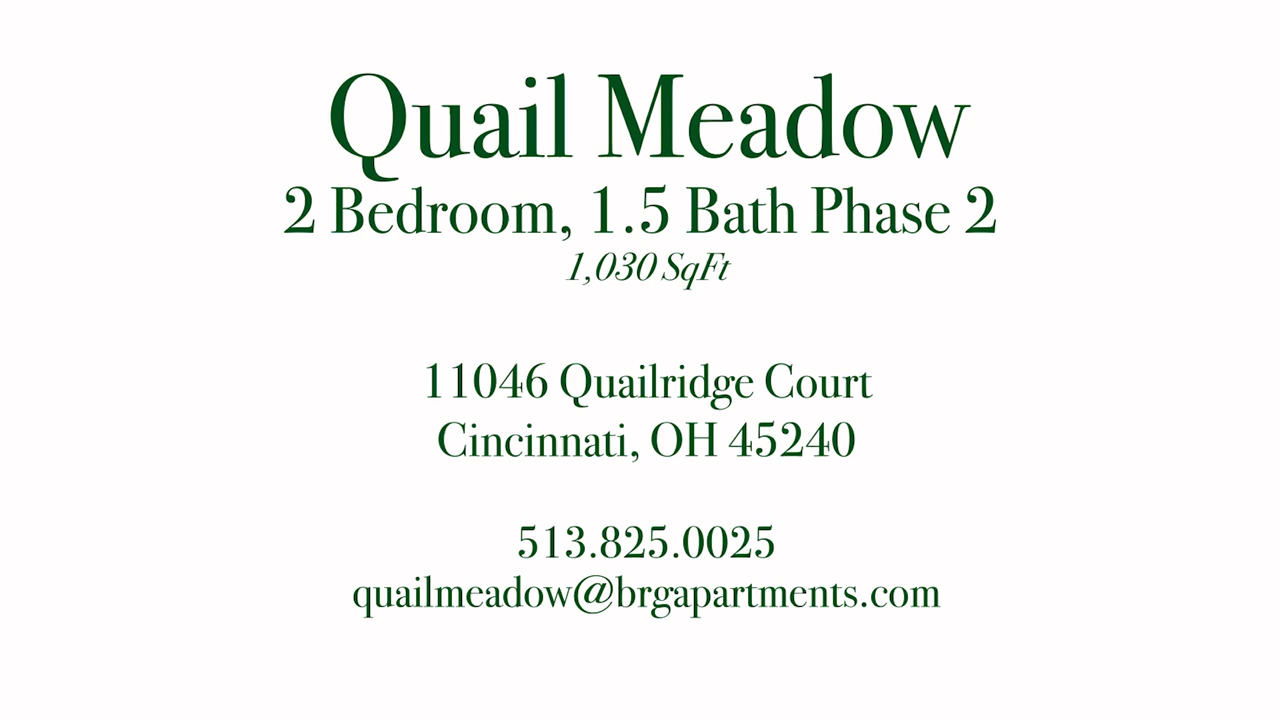 Quail Meadow
2 Bedroom, 1.5 Bath Phase 2
1,030 SqFt
11046 Quailridge Court
Cincinnati, OH 45240
513.825.0025
quailmeadow@brgapartments.com